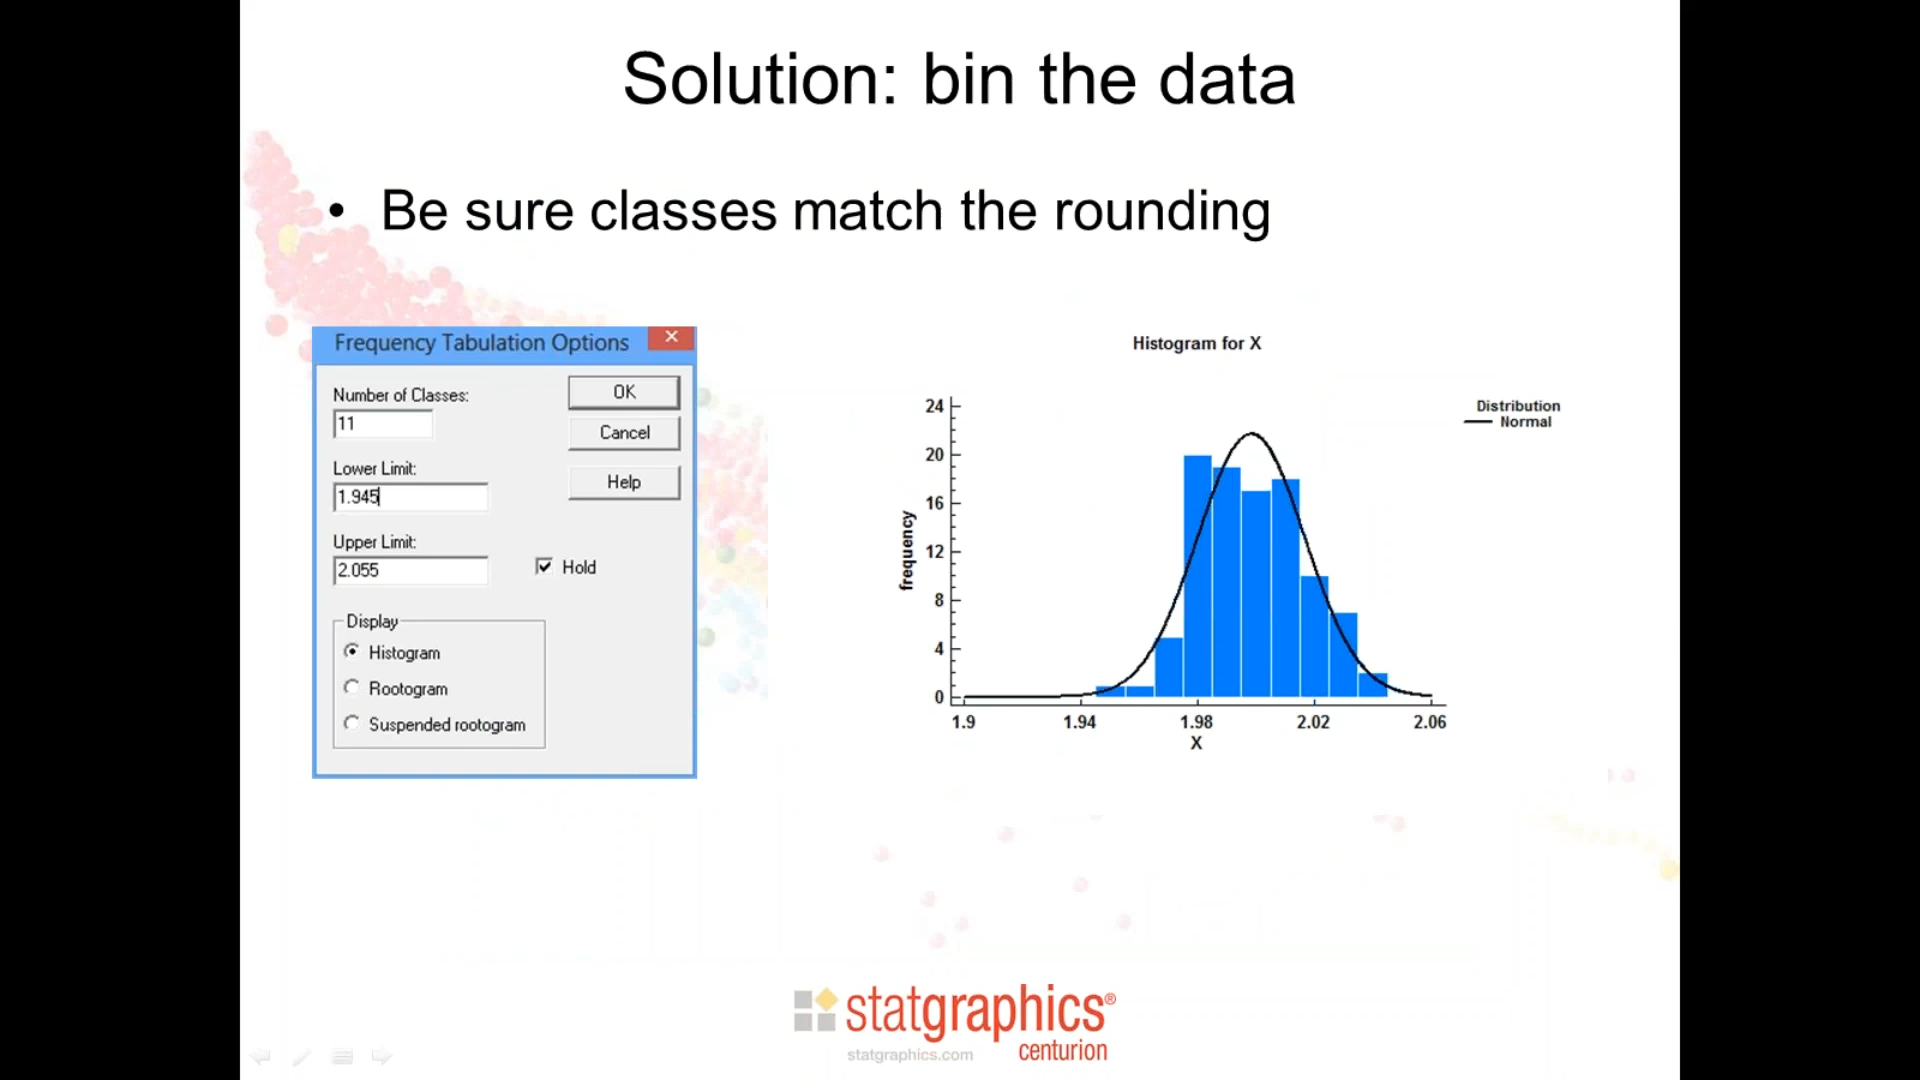 Solution: bin the data
• Be sure classes match the rounding
Frequency Tabulation Options
Number of Classes:
11
Lower Limit:
1.945
Upper Limit:
2.055
OK
Cancel
Help
Hold
Display
Histogram
Rootogram
Suspended rootogram
Histogram for X
Distribution
Normal
frequency
24
20
16
12
8
4
0
1.9 1.94 1.98 2.02 2.06
X
statgraphics®
centurion
statgraphics.com